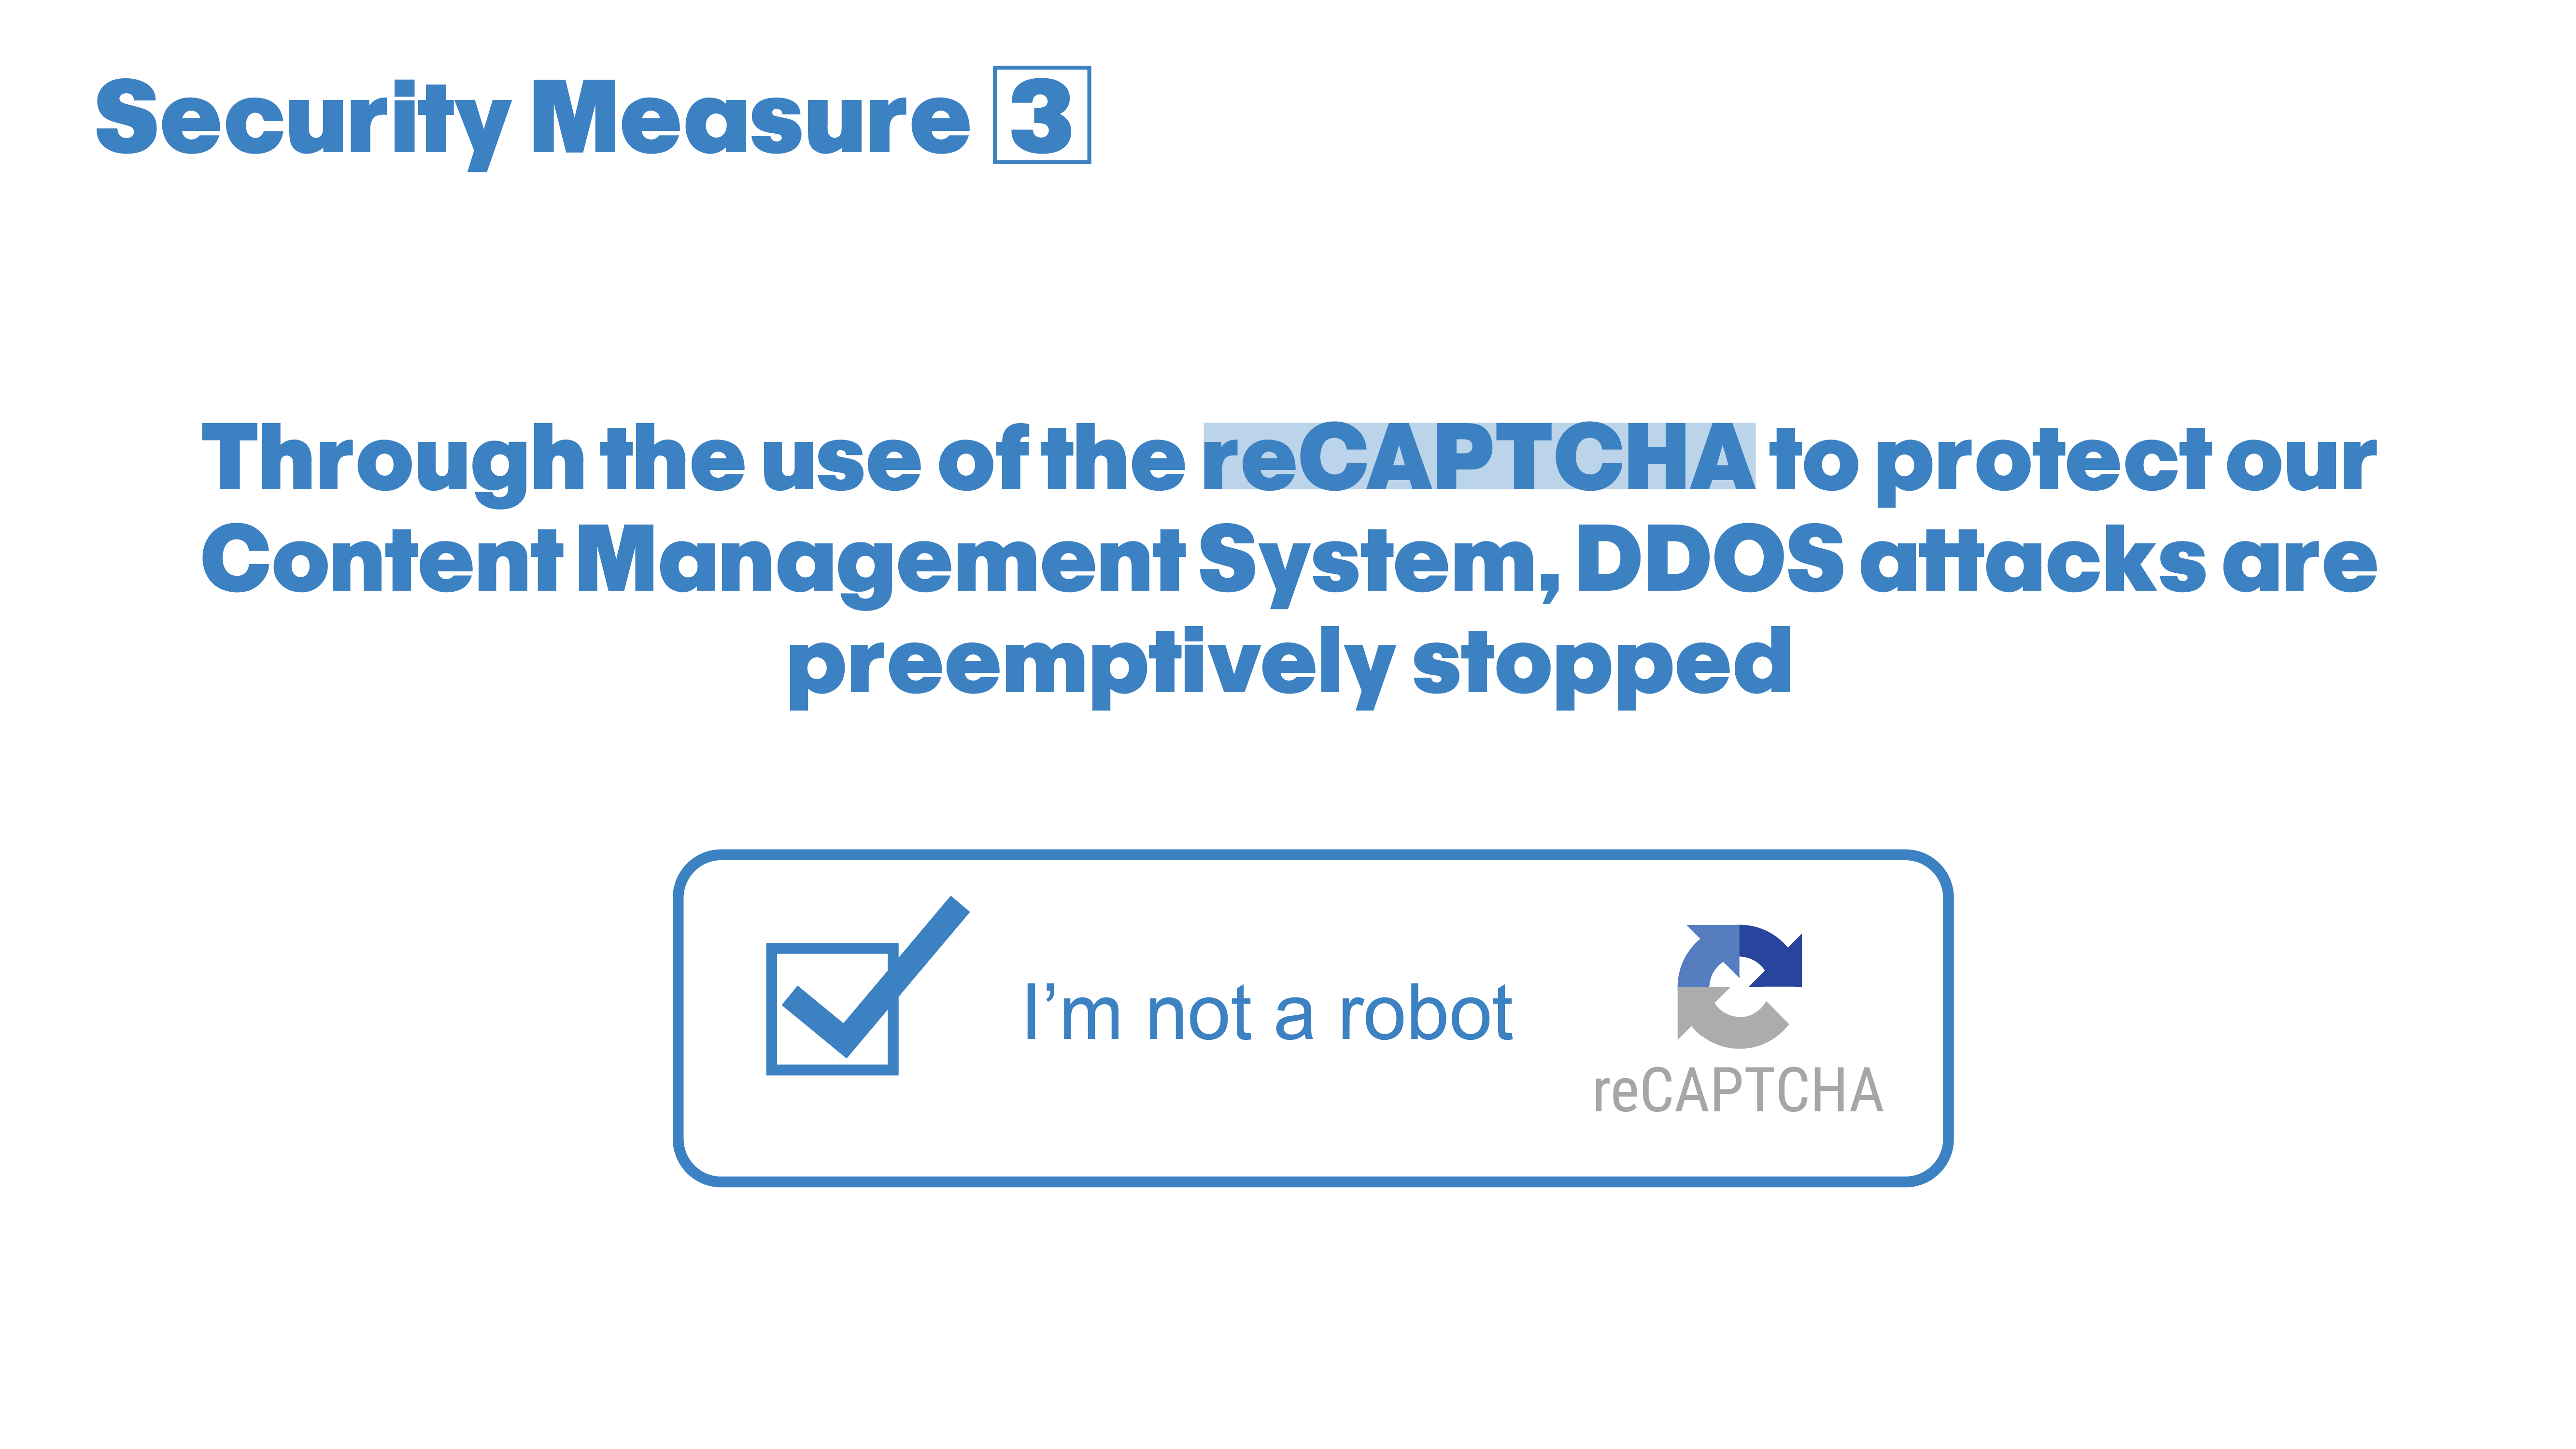 Security Measure 3
Through the use of the reCAPTCHA to protect our
Content Management System, DDOS attacks are
preemptively stopped
I'm not a robot
reCAPTCHA